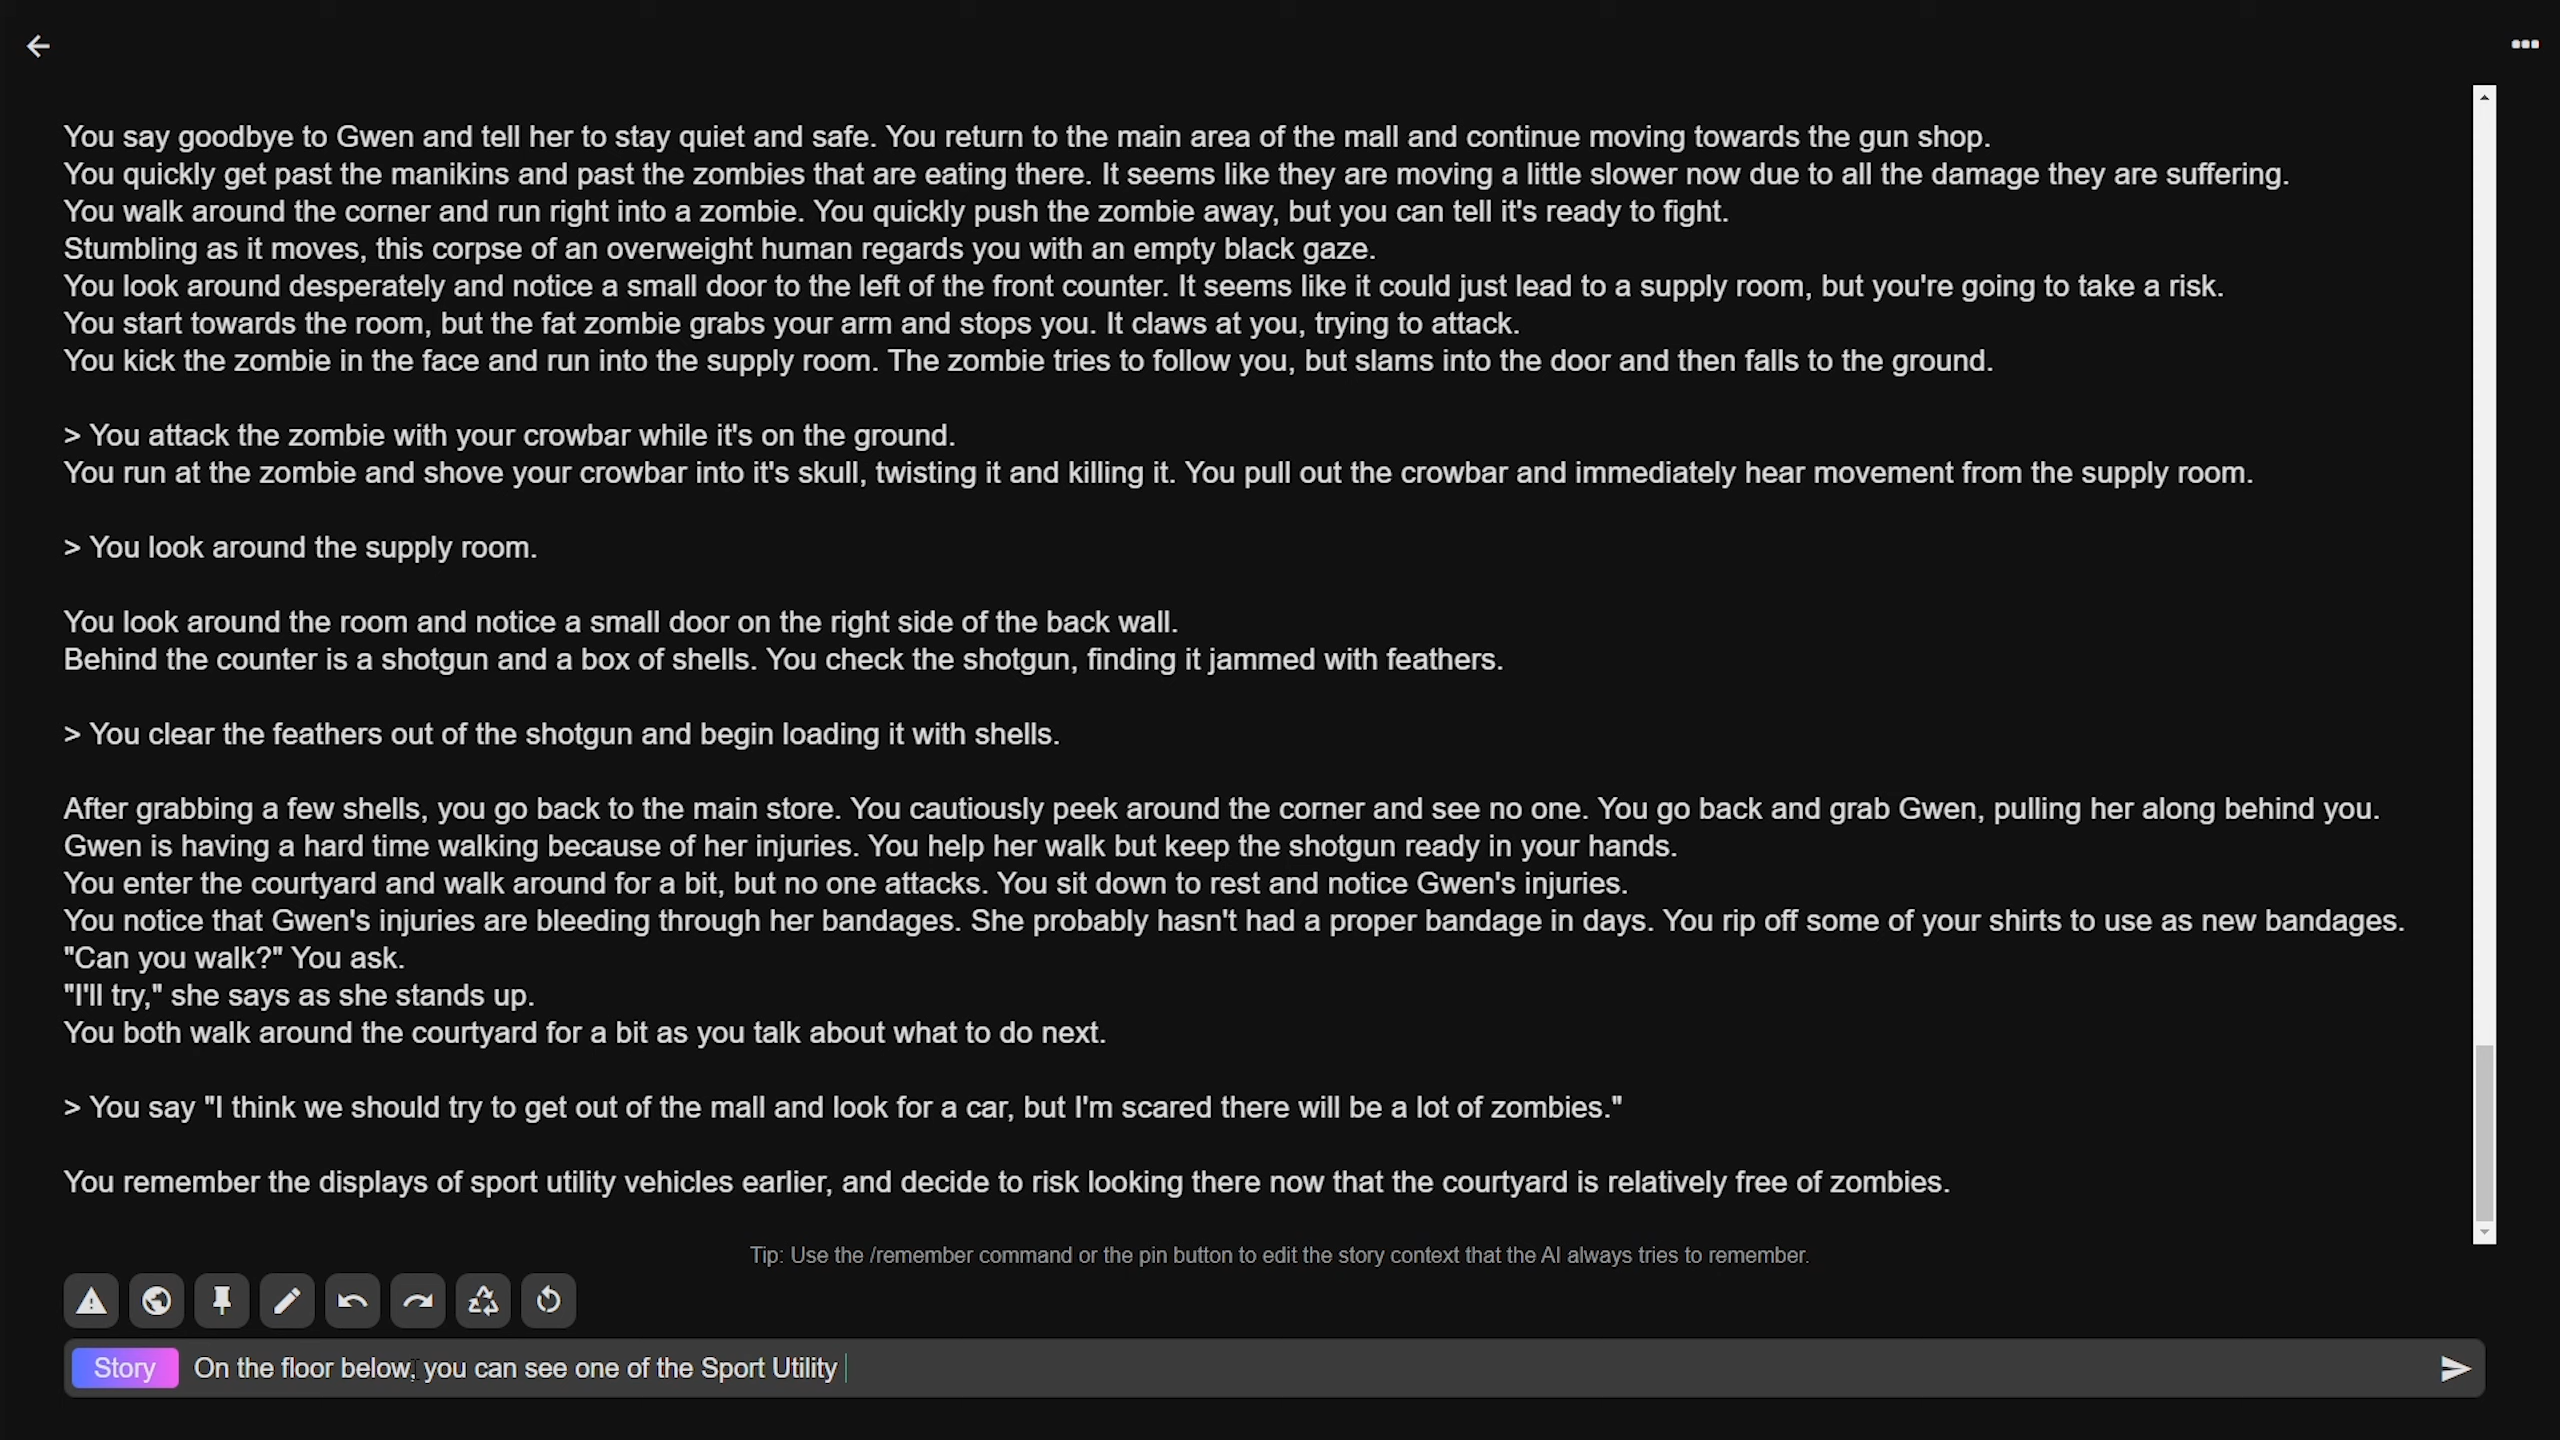 You say goodbye to Gwen and tell her to stay quiet and safe. You return to the main area of the mall and continue moving towards the gun shop.
You quickly get past the manikins and past the zombies that are eating there. It seems like they are moving a little slower now due to all the damage they are suffering.
You walk around the corner and run right into a zombie. You quickly push the zombie away, but you can tell it's ready to fight.
Stumbling as it moves, this corpse of an overweight human regards you with an empty black gaze.
You look around desperately and notice a small door to the left of the front counter. It seems like it could just lead to a supply room, but you're going to take a risk.
You start towards the room, but the fat zombie grabs your arm and stops you. It claws at you, trying to attack.
You kick the zombie in the face and run into the supply room. The zombie tries to follow you, but slams into the door and then falls to the ground.
> You attack the zombie with your crowbar while it's on the ground.
You run at the zombie and shove your crowbar into it's skull, twisting it and killing it. You pull out the crowbar and immediately hear movement from the supply room.
> You look around the supply room.
You look around the room and notice a small door on the right side of the back wall.
Behind the counter is a shotgun and a box of shells. You check the shotgun, finding it jammed with feathers.
> You clear the feathers out of the shotgun and begin loading it with shells.
After grabbing a few shells, you go back to the main store. You cautiously peek around the corner and see no one. You go back and grab Gwen, pulling her along behind you.
Gwen is having a hard time walking because of her injuries. You help her walk but keep the shotgun ready in your hands.
You enter the courtyard and walk around for a bit, but no one attacks. You sit down to rest and notice Gwen's injuries.
You notice that Gwen's injuries are bleeding through her bandages. She probably hasn't had a proper bandage in days. You rip off some of your shirts to use as new bandages.
"Can you walk?" You ask.
"I'll try," she says as she stands up.
You both walk around the courtyard for a bit as you talk about what to do next.
> You say "I think we should try to get out of the mall and look for a car, but I'm scared there will be a lot of zombies."
You remember the displays of sport utility vehicles earlier, and decide to risk looking there now that the courtyard is relatively free of zombies.
Tip: Use the /remember command or the pin button to edit the story context that the AI always tries to remember.
Story On the floor below, you can see one of the Sport Utility